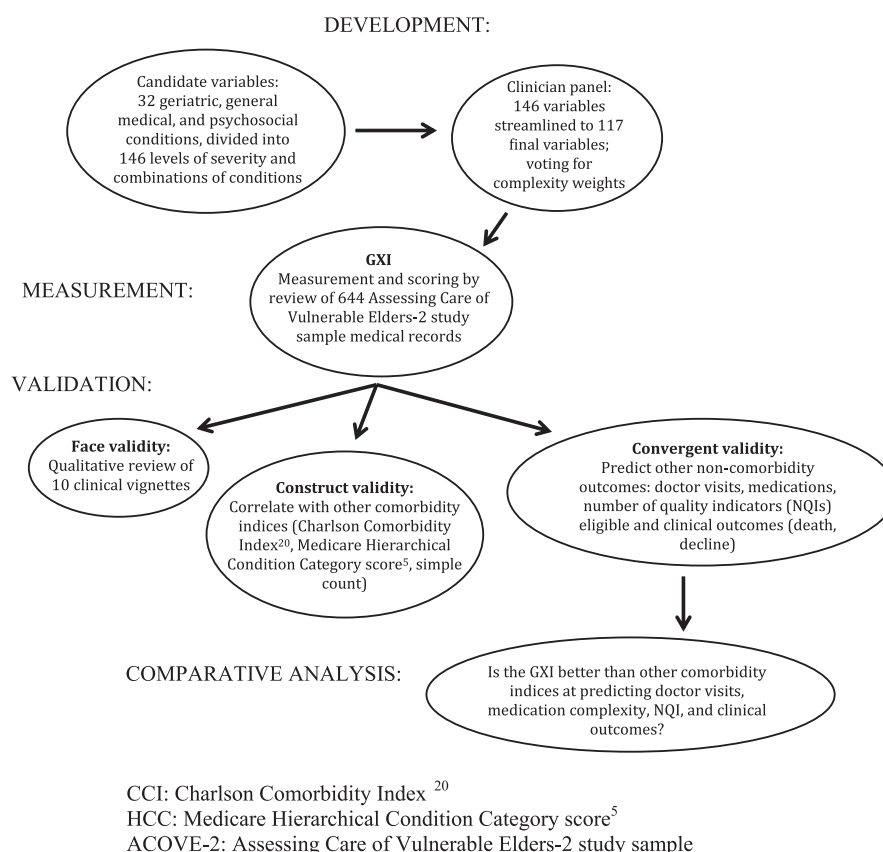 DEVELOPMENT:
Candidate variables:
32 geriatric, general
medical, and psychosocial
conditions, divided into
146 levels of severity and
combinations of conditions
Clinician panel:
146 variables
streamlined to 117
final variables;
voting for
complexity weights
MEASUREMENT:
GXI
Measurement and scoring by
review of 644 Assessing Care of
Vulnerable Elders-2 study
sample medical records
VALIDATION:
Face validity:
Qualitative review of
10 clinical vignettes
Construct validity:
Correlate with other comorbidity
indices (Charlson Comorbidity
Index20, Medicare Hierarchical
Condition Category score5, simple
count)
Convergent validity:
Predict other non-comorbidity
outcomes: doctor visits, medications,
number of quality indicators (NQIs)
eligible and clinical outcomes (death,
decline)
COMPARATIVE ANALYSIS:
Is the GXI better than other comorbidity
indices at predicting doctor visits,
medication complexity, NQI, and clinical
outcomes?
CCI: Charlson Comorbidity Index 20
HCC: Medicare Hierarchical Condition Category score5
ACOVE-2: Assessing Care of Vulnerable Elders-2 study sample